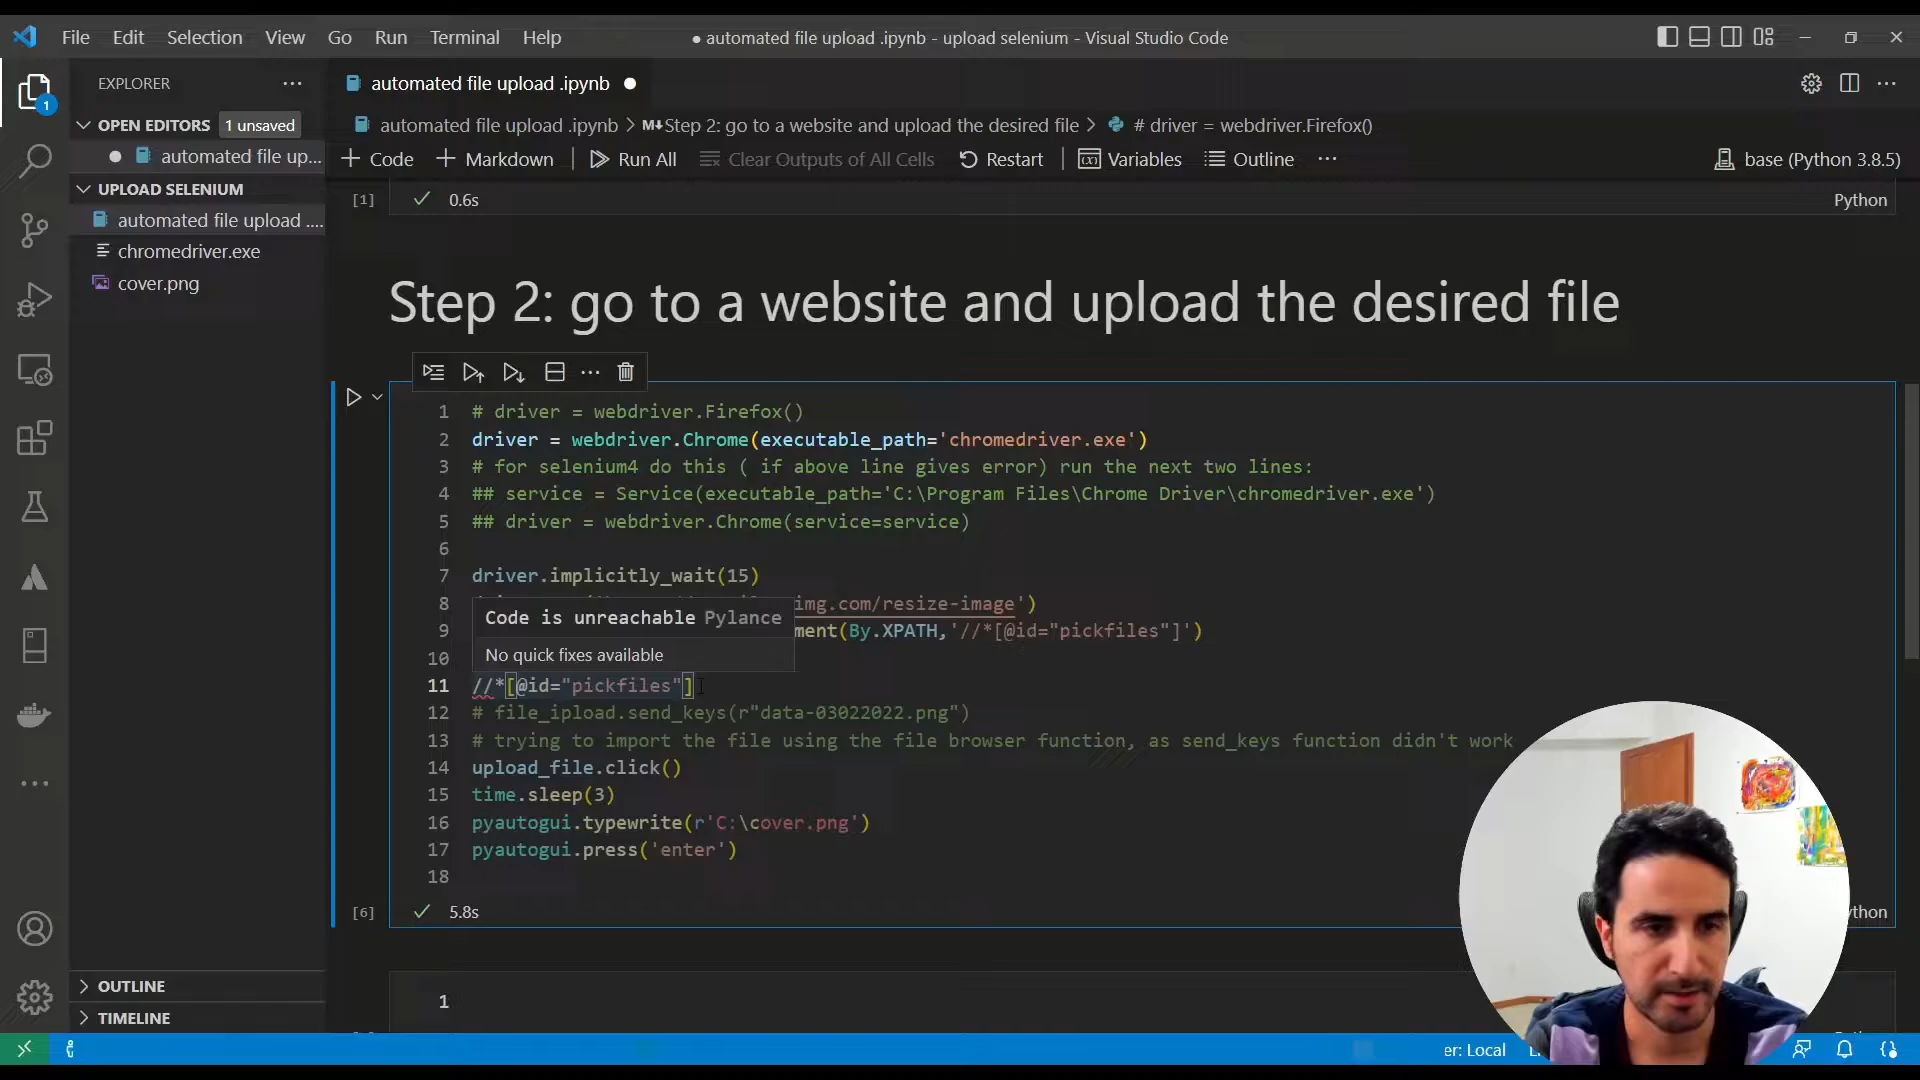 File Edit Selection View Go Run Terminal Help
● automated file upload .ipynb - upload selenium - Visual Studio Code
EXPLORER
1
OPEN EDITORS 1 unsaved
automated file up...
UPLOAD SELENIUM
automated file upload ....
chromedriver.exe
cover.png
OUTLINE
TIMELINE
automated file upload .ipynb
automated file upload .ipynb > M↓Step 2: go to a website and upload the desired file > # driver = webdriver.Firefox()
+ Code + Markdown Run All Clear Outputs of All Cells Restart Variables Outline ... base (Python 3.8.5)
[1] 0.6s Python
Step 2: go to a website and upload the desired file
1 # driver = webdriver.Firefox()
2 driver = webdriver.Chrome(executable_path='chromedriver.exe')
3 # for selenium4 do this ( if above line gives error) run the next two lines:
4 ## service = Service(executable_path='C:\Program Files\Chrome Driver\chromedriver.exe')
5 ## driver = webdriver.Chrome(service=service)
6
7 driver.implicitly_wait(15)
8 img.com/resize-image')
Code is unreachable Pylance
9 ment(By.XPATH,'//*[@id="pickfiles"]')
No quick fixes available
10
11 //*[@id="pickfiles"]
12 # file_ipload.send_keys(r"data-03022022.png")
13 # trying to import the file using the file browser function, as send_keys function didn't work
14 upload_file.click()
15 time.sleep(3)
16 pyautogui.typewrite(r'C:\cover.png')
17 pyautogui.press('enter')
18
[6] 5.8s thon
1
er: Local